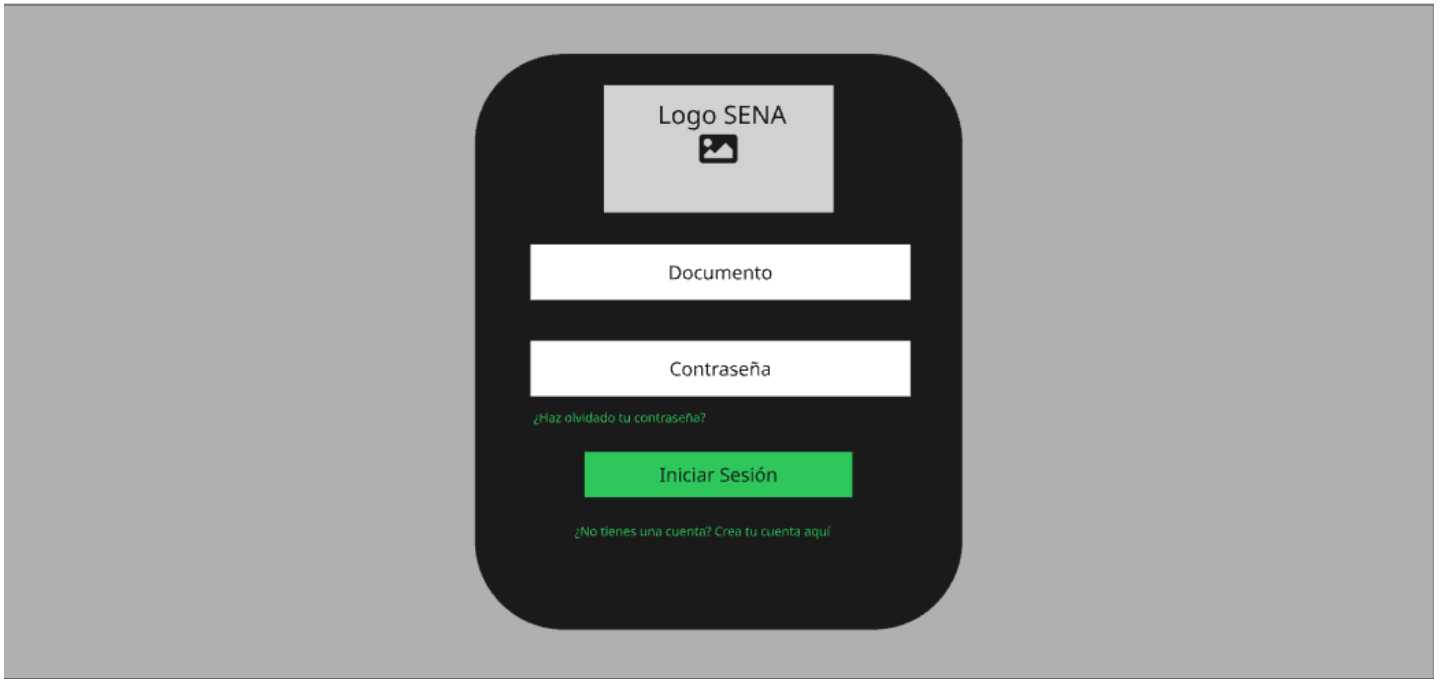 Logo SENA
Documento
Contraseña
¿Haz olvidado tu contraseña?
Iniciar Sesión
¿No tienes una cuenta? Crea tu cuenta aquí